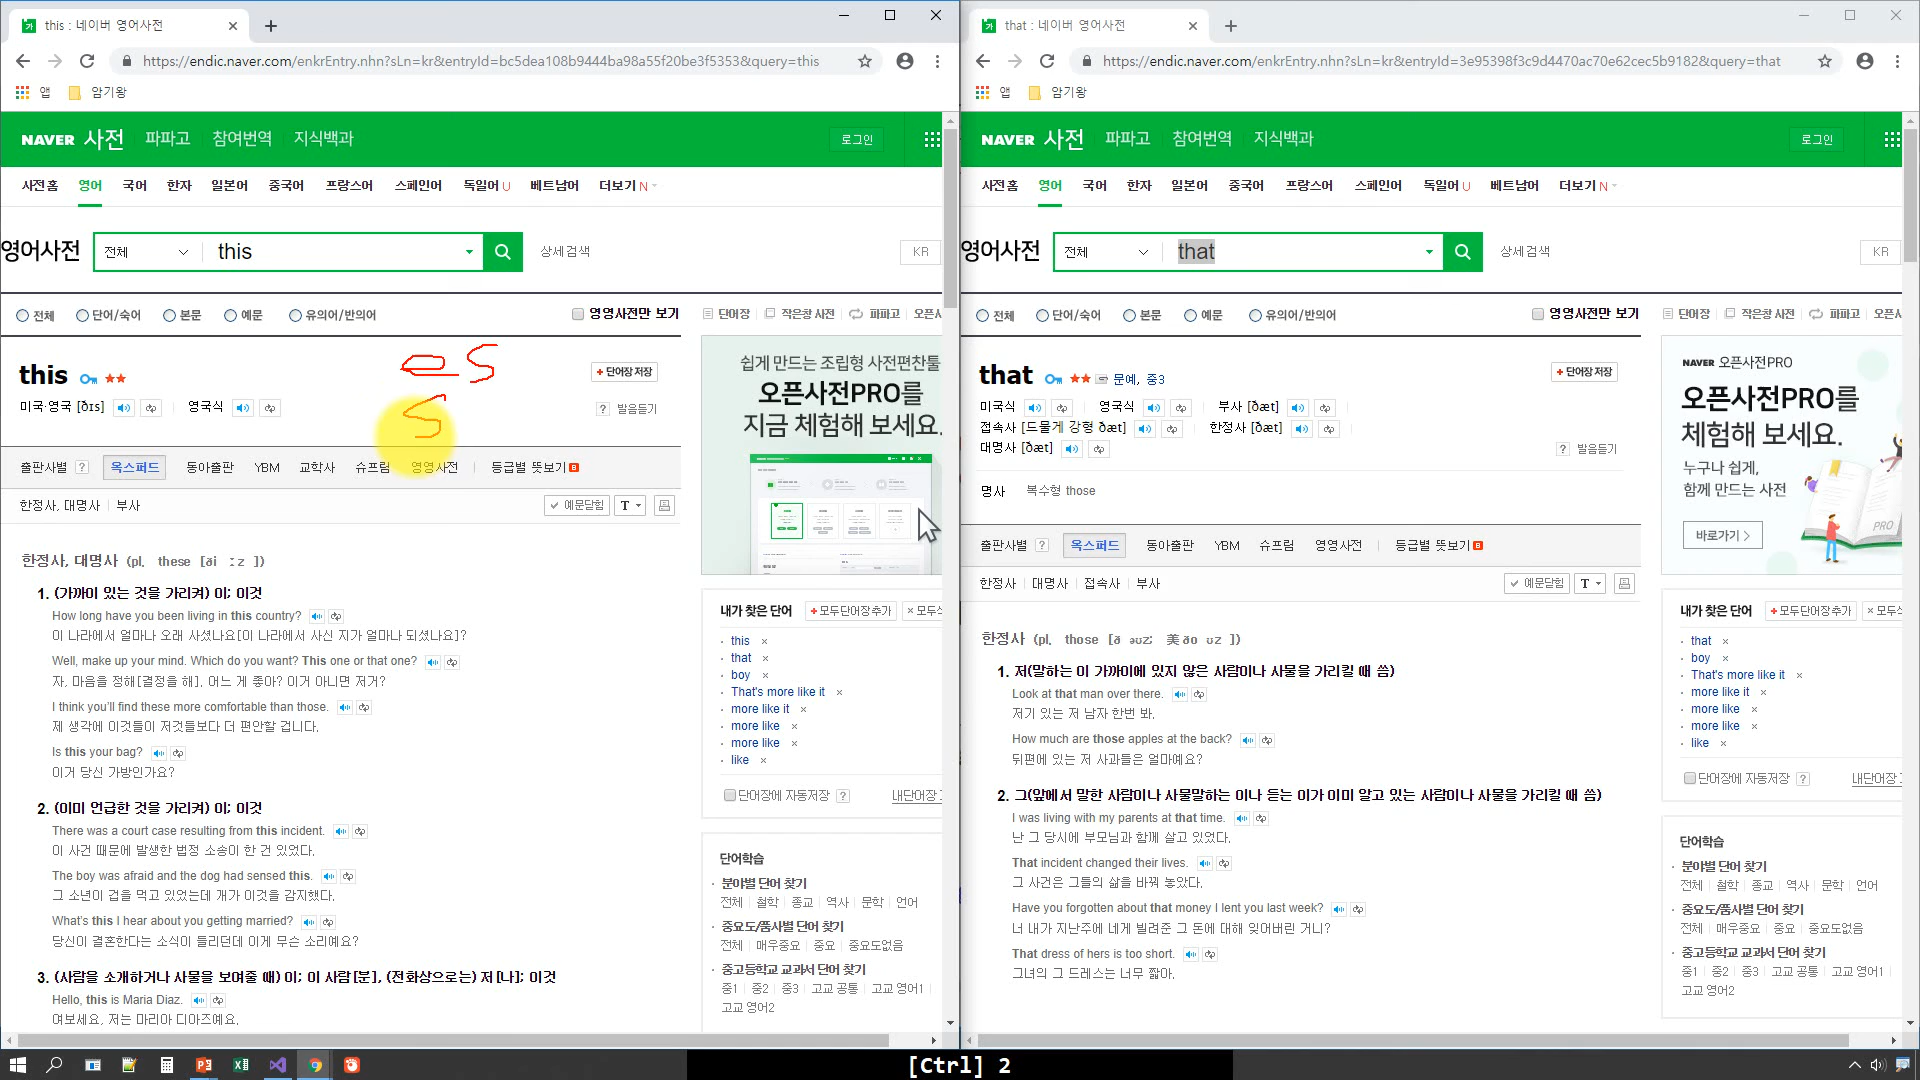 this : 네이버 영어사전
https://endic.naver.com/enkrEntry.nhn?sLn=kr&entryId=bc5dea108b9444ba98a55f20be3f5353&query=this
앱 암기왕
NAVER 사전 파파고 참여번역 지식백과 로그인
사전홈 영어 국어 한자 일본어 중국어 프랑스어 스페인어 독일어 U 베트남어 더보기 N
영어사전 전체 this 상세검색 KR
전체 단어/숙어 본문 예문 유의어/반의어 영영사전만 보기 단어장 작은창 사전 파파고 오픈사
this
+ 단어장 저장
미국·영국 [ðɪs] 영국식 ? 발음듣기
es
s
출판사별 ? 옥스퍼드 동아출판 YBM 교학사 슈프림 영영사전 등급별 뜻보기
한정사, 대명사 부사 예문닫힘 T
한정사, 대명사 (pl. these [ði ːz ])
1. (가까이 있는 것을 가리켜) 이; 이것
How long have you been living in this country?
이 나라에서 얼마나 오래 사셨나요[이 나라에서 사신 지가 얼마나 되셨나요]?
Well, make up your mind. Which do you want? This one or that one?
자, 마음을 정해[결정을 해]. 어느 게 좋아? 이거 아니면 저거?
I think you'll find these more comfortable than those.
제 생각에 이것들이 저것들보다 더 편안할 겁니다.
Is this your bag?
이거 당신 가방인가요?
2. (이미 언급한 것을 가리켜) 이; 이것
There was a court case resulting from this incident.
이 사건 때문에 발생한 법정 소송이 한 건 있었다.
The boy was afraid and the dog had sensed this.
그 소년이 겁을 먹고 있었는데 개가 이것을 감지했다.
What's this I hear about you getting married?
당신이 결혼한다는 소식이 들리던데 이게 무슨 소리예요?
3. (사람을 소개하거나 사물을 보여줄 때) 이; 이 사람[분], (전화상으로는) 저[나]; 이것
Hello, this is Maria Diaz.
여보세요, 저는 마리아 디아즈예요.
쉽게 만드는 조립형 사전편찬툴
오픈사전PRO를
지금 체험해 보세요.
내가 찾은 단어 +모두단어장추가 ×모두삭
this ×
that ×
boy ×
That's more like it ×
more like it ×
more like ×
more like ×
like ×
단어장에 자동저장 ? 내단어장
단어학습
분야별 단어 찾기
전체 철학 종교 역사 문학 언어
중요도/품사별 단어 찾기
전체 매우중요 중요 중요도없음
중고등학교 교과서 단어 찾기
중1 중2 중3 고교 공통 고교 영어1
고교 영어2
that : 네이버 영어사전
https://endic.naver.com/enkrEntry.nhn?sLn=kr&entryId=3e95398f3c9d4470ac70e62cec5b9182&query=that
앱 암기왕
NAVER 사전 파파고 참여번역 지식백과 로그인
사전홈 영어 국어 한자 일본어 중국어 프랑스어 스페인어 독일어 U 베트남어 더보기 N
영어사전 전체 that 상세검색 KR
전체 단어/숙어 본문 예문 유의어/반의어 영영사전만 보기 단어장 작은창 사전 파파고 오픈사
that 문예, 중3
+ 단어장 저장
미국식 영국식 부사 [ðæt]
접속사 [드물게 강형 ðæt] 한정사 [ðæt]
대명사 [ðæt] ? 발음듣기
명사 복수형 those
출판사별 ? 옥스퍼드 동아출판 YBM 슈프림 영영사전 등급별 뜻보기
한정사 대명사 접속사 부사 예문닫힘 T
한정사 (pl. those [ð əʊz; 美 ðo ʊz ])
1. 저(말하는 이 가까이에 있지 않은 사람이나 사물을 가리킬 때 씀)
Look at that man over there.
저기 있는 저 남자 한번 봐.
How much are those apples at the back?
뒤편에 있는 저 사과들은 얼마예요?
2. 그(앞에서 말한 사람이나 사물말하는 이나 듣는 이가 이미 알고 있는 사람이나 사물을 가리킬 때 씀)
I was living with my parents at that time.
난 그 당시에 부모님과 함께 살고 있었다.
That incident changed their lives.
그 사건은 그들의 삶을 바꿔 놓았다.
Have you forgotten about that money I lent you last week?
너 내가 지난주에 네게 빌려준 그 돈에 대해 잊어버린 거니?
That dress of hers is too short.
그녀의 그 드레스는 너무 짧아.
NAVER 오픈사전PRO
오픈사전PRO를
체험해 보세요.
누구나 쉽게,
함께 만드는 사전
바로가기 >
PRO
내가 찾은 단어 +모두단어장추가 ×모두삭
that ×
boy ×
That's more like it ×
more like it ×
more like ×
more like ×
like ×
단어장에 자동저장 ? 내단어장
단어학습
분야별 단어 찾기
전체 철학 종교 역사 문학 언어
중요도/품사별 단어 찾기
전체 매우중요 중요 중요도없음
중고등학교 교과서 단어 찾기
중1 중2 중3 고교 공통 고교 영어1
고교 영어2
[Ctrl] 2